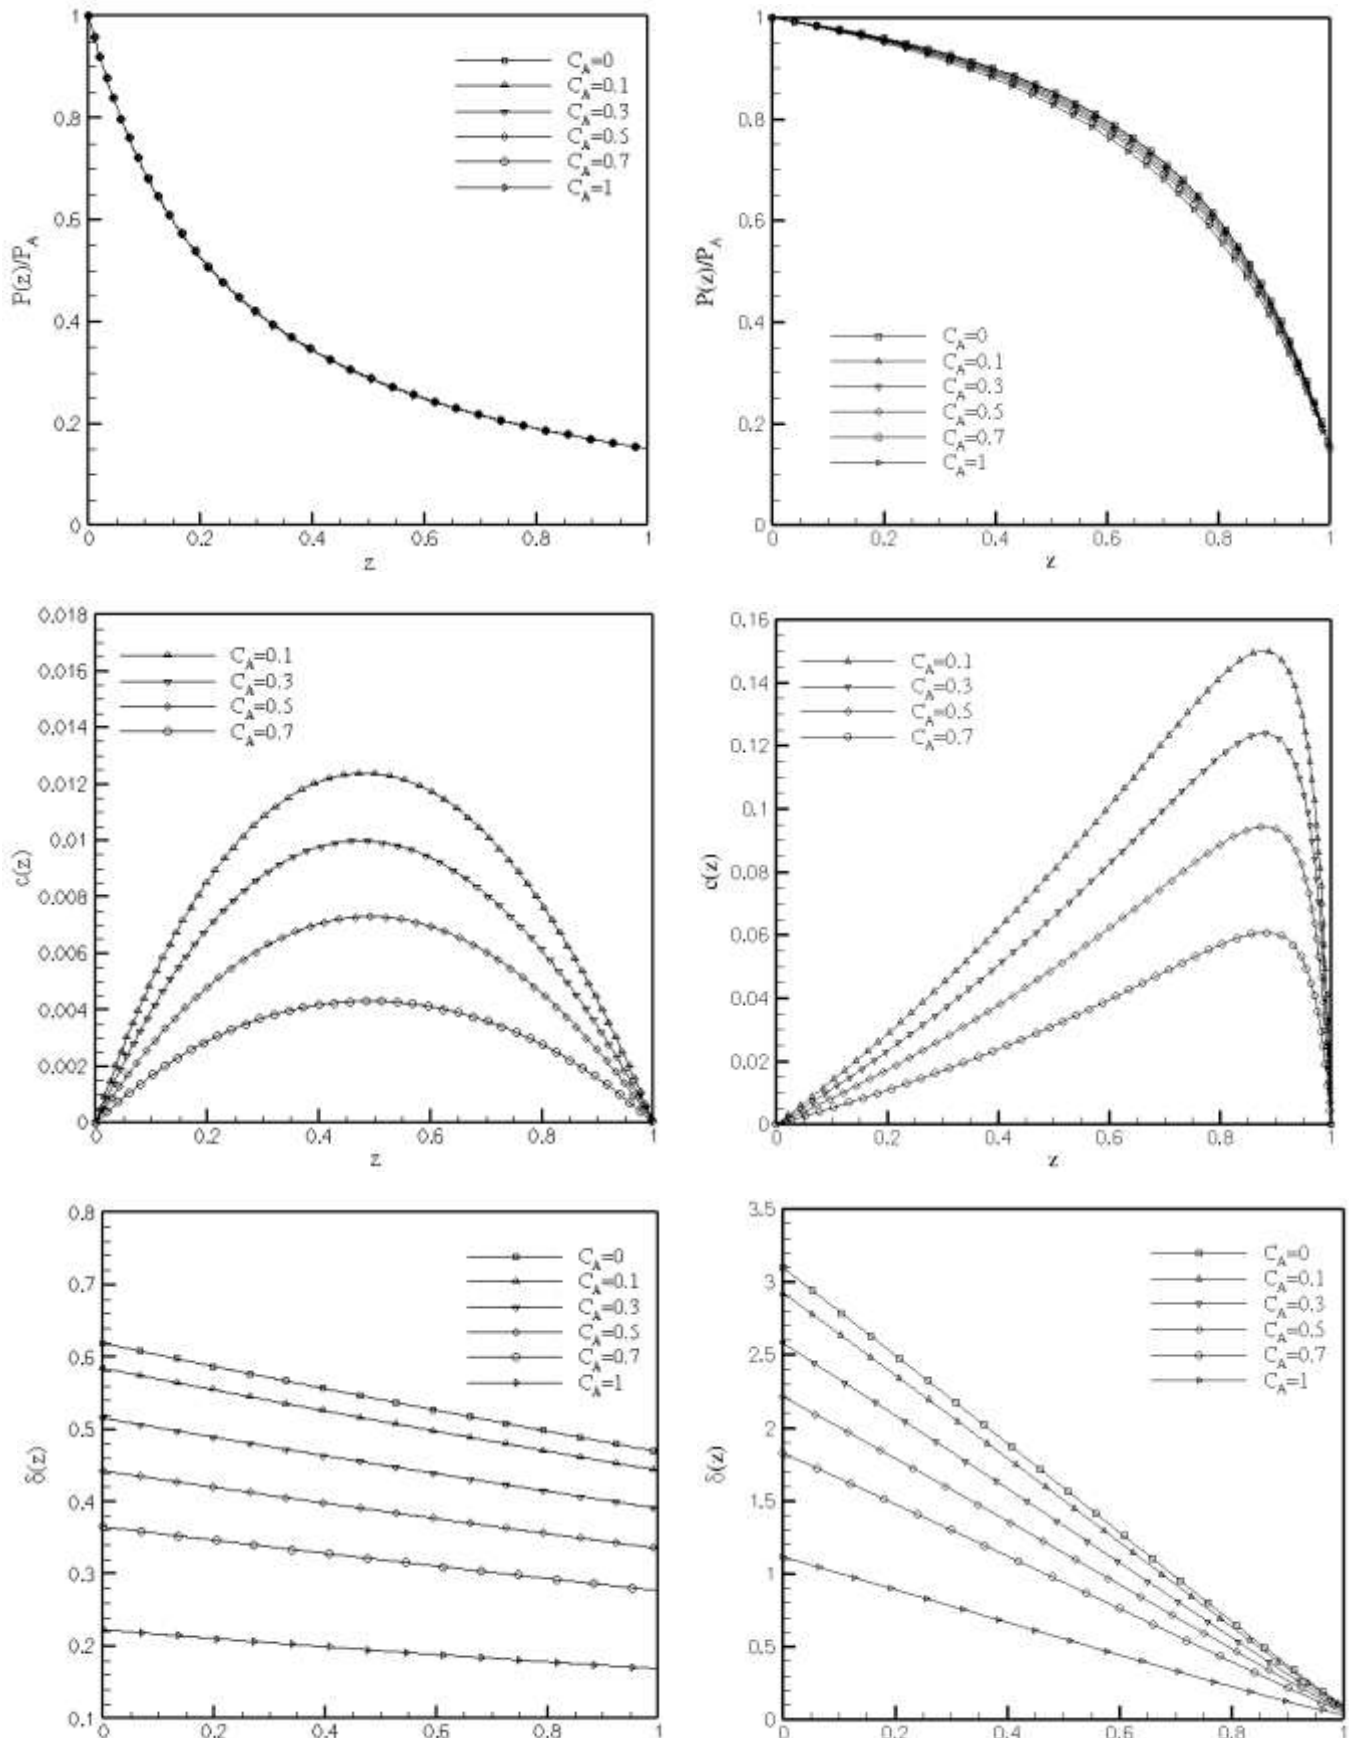 1
0.8
0.6
0.4
0.2
0
P(z)/P_A
C_A=0
C_A=0.1
C_A=0.3
C_A=0.5
C_A=0.7
C_A=1
0 0.2 0.4 0.6 0.8 1
z
1
0.8
0.6
0.4
0.2
0
P(z)/P_A
C_A=0
C_A=0.1
C_A=0.3
C_A=0.5
C_A=0.7
C_A=1
0.2 0.4 0.6 0.8 1
z
0.018
0.016
0.014
0.012
0.01
0.008
0.006
0.004
0.002
0
c(z)
C_A=0.1
C_A=0.3
C_A=0.5
C_A=0.7
0 0.2 0.4 0.6 0.8 1
z
0.16
0.14
0.12
0.1
0.08
0.06
0.04
0.02
0
c(z)
C_A=0.1
C_A=0.3
C_A=0.5
C_A=0.7
0 0.2 0.4 0.6 0.8 1
z
0.8
0.7
0.6
0.5
0.4
0.3
0.2
0.1
δ(z)
C_A=0
C_A=0.1
C_A=0.3
C_A=0.5
C_A=0.7
C_A=1
0 0.2 0.4 0.6 0.8 1
3.5
3
2.5
2
1.5
1
0.5
0
δ(z)
C_A=0
C_A=0.1
C_A=0.3
C_A=0.5
C_A=0.7
C_A=1
0 0.2 0.4 0.6 0.8 1